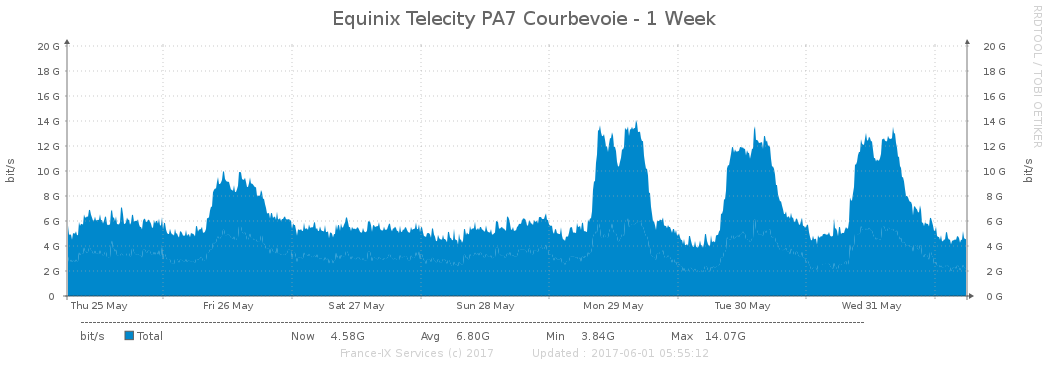 Equinix Telecity PA7 Courbevoie - 1 Week
RRDTOOL / TOBI OETIKER
bit/s
20 G 20 G
18 G 18 G
16 G 16 G
14 G 14 G
12 G 12 G
10 G 10 G
8 G 8 G
6 G 6 G
4 G 4 G
2 G 2 G
0 0 G
bit/s
Thu 25 May Fri 26 May Sat 27 May Sun 28 May Mon 29 May Tue 30 May Wed 31 May
bit/s Total Now 4.58G Avg 6.80G Min 3.84G Max 14.07G
France-IX Services (c) 2017 Updated : 2017-06-01 05:55:12